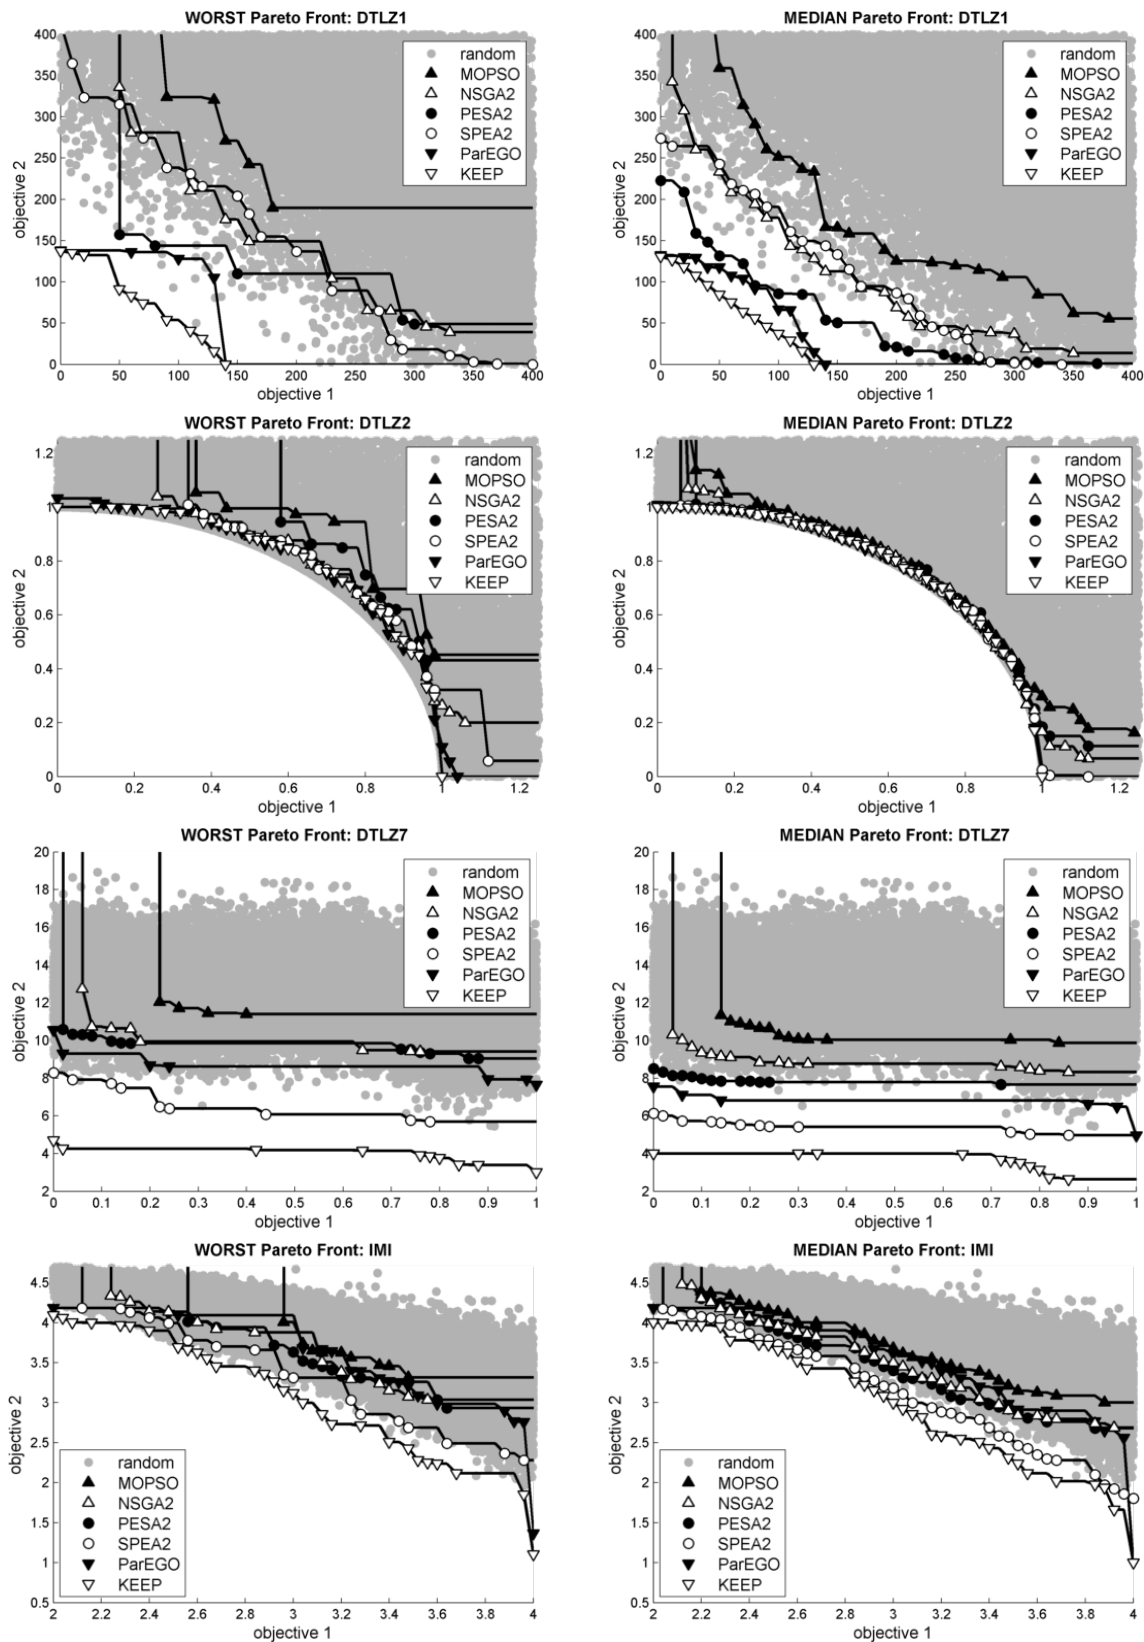 WORST Pareto Front: DTLZ1
400
350
300
250
200
150
100
50
0
objective 2
0 50 100 150 200 250 300 350 400
objective 1
random
MOPSO
NSGA2
PESA2
SPEA2
ParEGO
KEEP
MEDIAN Pareto Front: DTLZ1
400
350
300
250
200
150
100
50
0
objective 2
0 50 100 150 200 250 300 350 400
objective 1
random
MOPSO
NSGA2
PESA2
SPEA2
ParEGO
KEEP
WORST Pareto Front: DTLZ2
1.2
1
0.8
0.6
0.4
0.2
0
objective 2
0 0.2 0.4 0.6 0.8 1 1.2
objective 1
random
MOPSO
NSGA2
PESA2
SPEA2
ParEGO
KEEP
MEDIAN Pareto Front: DTLZ2
1.2
1
0.8
0.6
0.4
0.2
0
objective 2
0 0.2 0.4 0.6 0.8 1 1.2
objective 1
random
MOPSO
NSGA2
PESA2
SPEA2
ParEGO
KEEP
WORST Pareto Front: DTLZ7
20
18
16
14
12
10
8
6
4
2
objective 2
0 0.1 0.2 0.3 0.4 0.5 0.6 0.7 0.8 0.9 1
objective 1
random
MOPSO
NSGA2
PESA2
SPEA2
ParEGO
KEEP
MEDIAN Pareto Front: DTLZ7
20
18
16
14
12
10
8
6
4
2
objective 2
0 0.1 0.2 0.3 0.4 0.5 0.6 0.7 0.8 0.9 1
objective 1
random
MOPSO
NSGA2
PESA2
SPEA2
ParEGO
KEEP
WORST Pareto Front: IMI
4.5
4
3.5
3
2.5
2
1.5
1
0.5
objective 2
2 2.2 2.4 2.6 2.8 3 3.2 3.4 3.6 3.8 4
objective 1
random
MOPSO
NSGA2
PESA2
SPEA2
ParEGO
KEEP
MEDIAN Pareto Front: IMI
4.5
4
3.5
3
2.5
2
1.5
1
0.5
objective 2
2 2.2 2.4 2.6 2.8 3 3.2 3.4 3.6 3.8 4
objective 1
random
MOPSO
NSGA2
PESA2
SPEA2
ParEGO
KEEP